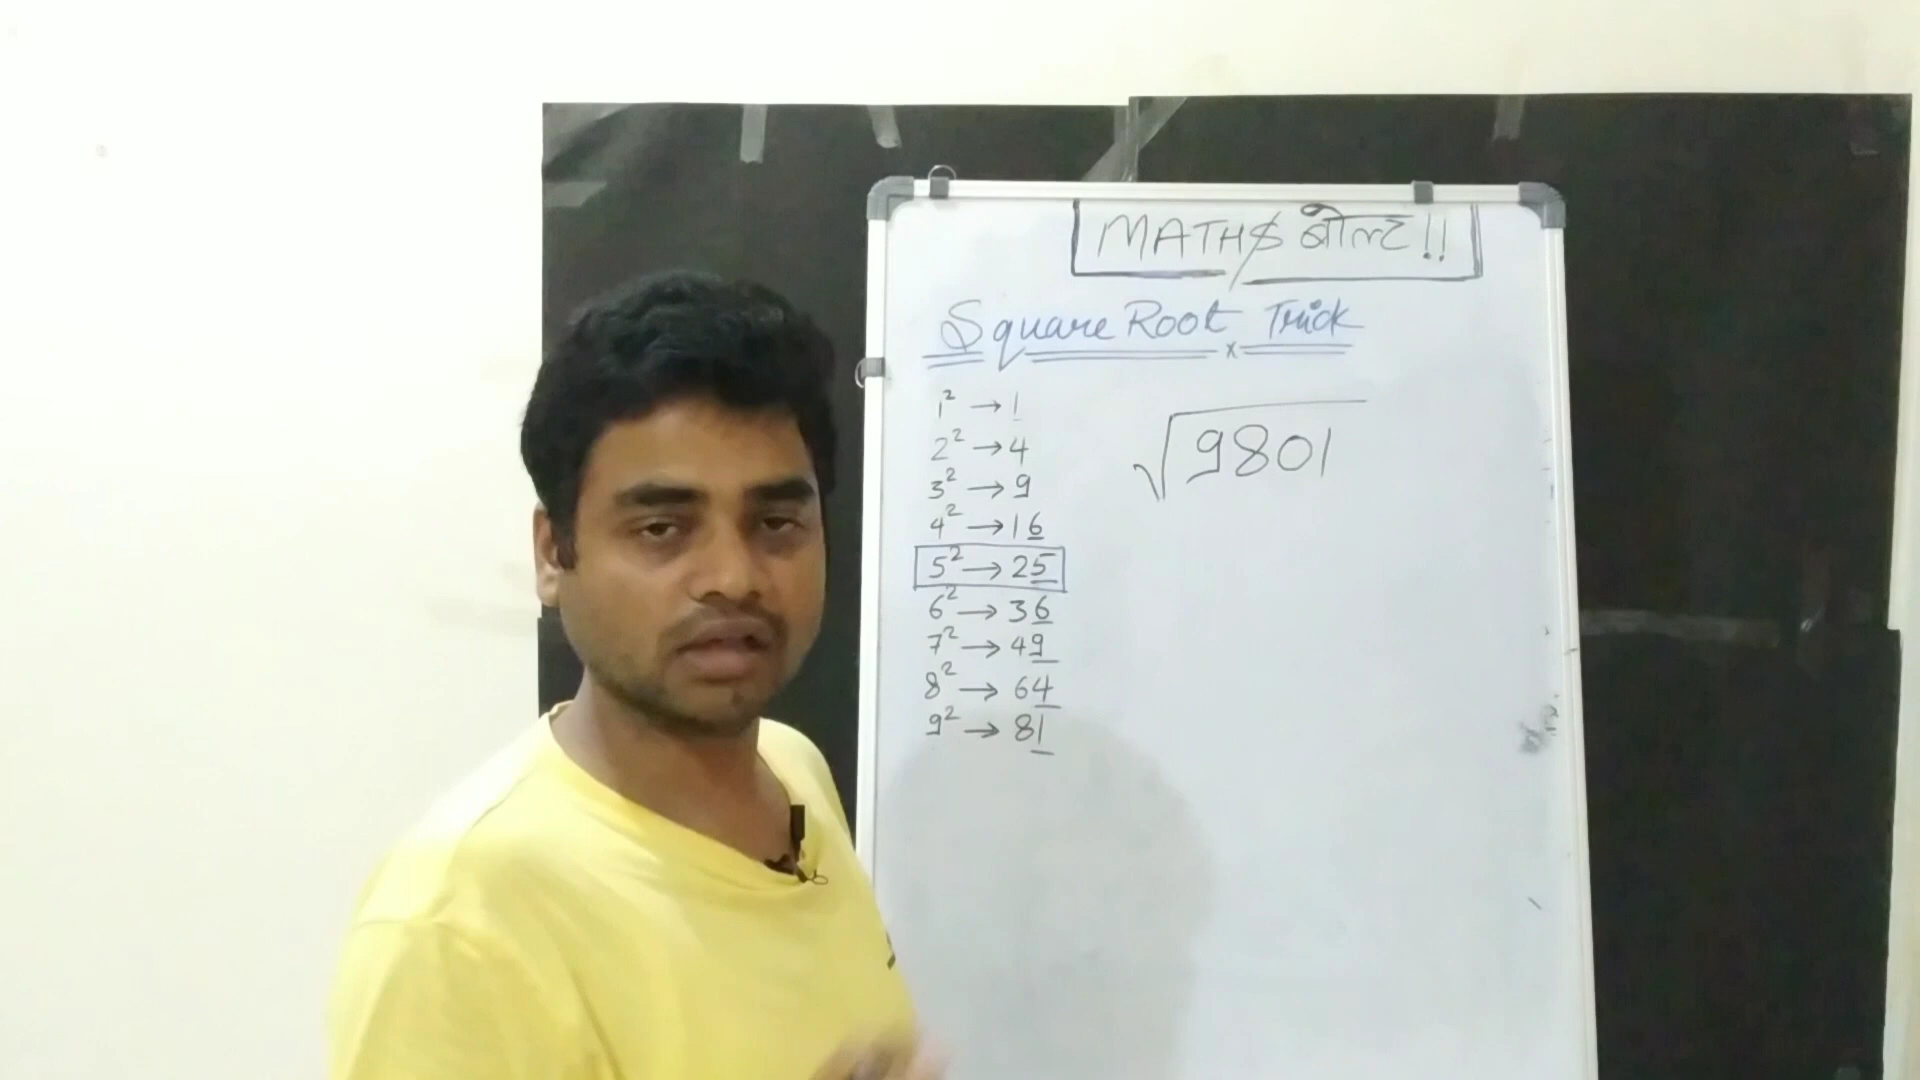 MATHS बोल्ट !!
Square Root Trick
x
1² → 1
2² → 4
3² → 9
4² → 16
5² → 25
6² → 36
7² → 49
8² → 64
9² → 81
√9801